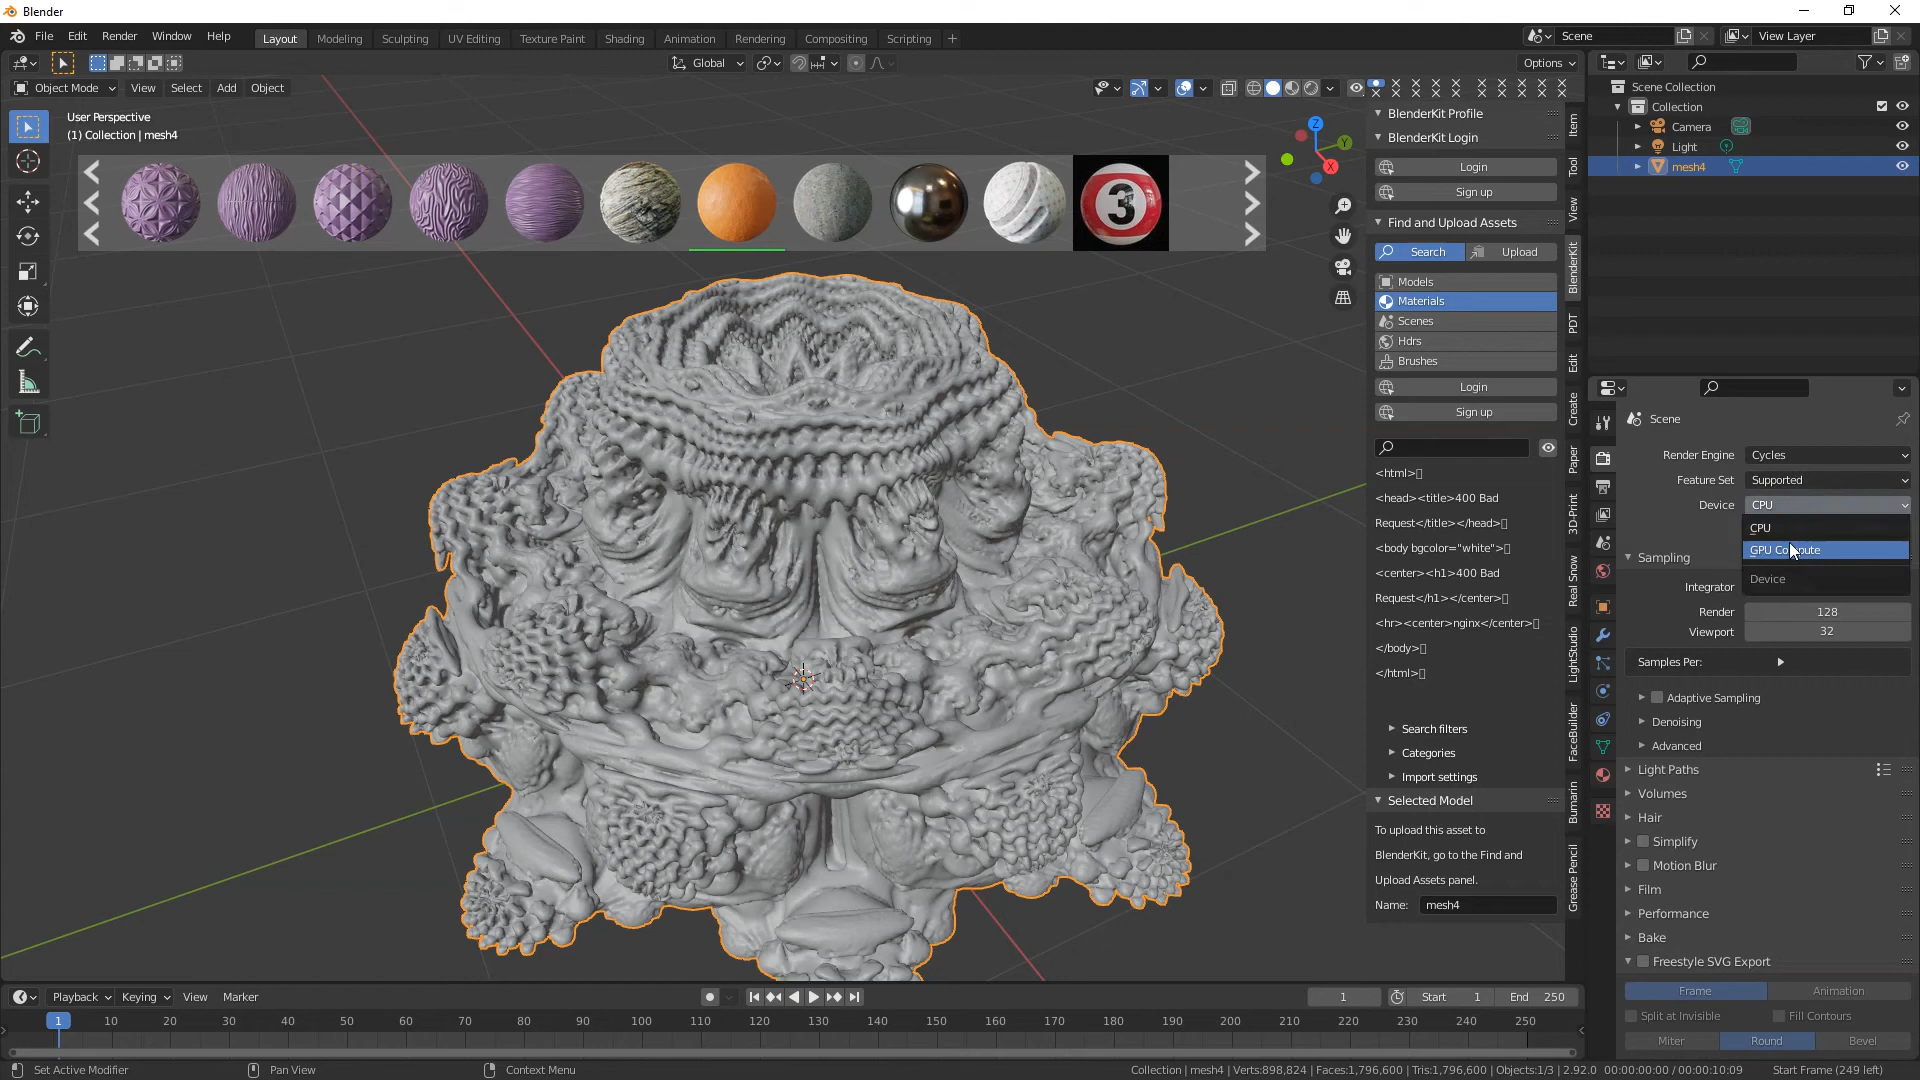 Blender
File Edit Render Window Help
Layout Modeling Sculpting UV Editing Texture Paint Shading Animation Rendering Compositing Scripting
Scene
View Layer
Global
Options
Object Mode View Select Add Object
User Perspective
(1) Collection | mesh4
3
Z
Y
X
BlenderKit Profile
BlenderKit Login
Login
Sign up
Find and Upload Assets
Search Upload
Models
Materials
Scenes
Hdrs
Brushes
Login
Sign up
<html>
<head><title>400 Bad
Request</title></head>
<body bgcolor="white">
<center><h1>400 Bad
Request</h1></center>
<hr><center>nginx</center>
</body>
</html>
Search filters
Categories
Import settings
Selected Model
To upload this asset to
BlenderKit, go to the Find and
Upload Assets panel.
Name: mesh4
Item
Tool
View
BlenderKit
PDT
Edit
Create
Paper
3D-Print
Real Snow
LightStudio
FaceBuilder
Bumarin
Grease Pencil
Scene Collection
Collection
Camera
Light
mesh4
Scene
Render Engine Cycles
Feature Set Supported
Device CPU
CPU
GPU Compute
Device
Sampling
Integrator
Render 128
Viewport 32
Samples Per:
Adaptive Sampling
Denoising
Advanced
Light Paths
Volumes
Hair
Simplify
Motion Blur
Film
Performance
Bake
Freestyle SVG Export
Frame Animation
Split at Invisible Fill Contours
Miter Round Bevel
Playback Keying View Marker
1 Start 1 End 250
1 10 20 30 40 50 60 70 80 90 100 110 120 130 140 150 160 170 180 190 200 210 220 230 240 250
Set Active Modifier Pan View Context Menu
Collection | mesh4 | Verts:898,824 | Faces:1,796,600 | Tris:1,796,600 | Objects:1/3 | 2.92.0 00:00:00:00 / 00:00:10:09 Start Frame (249 left)